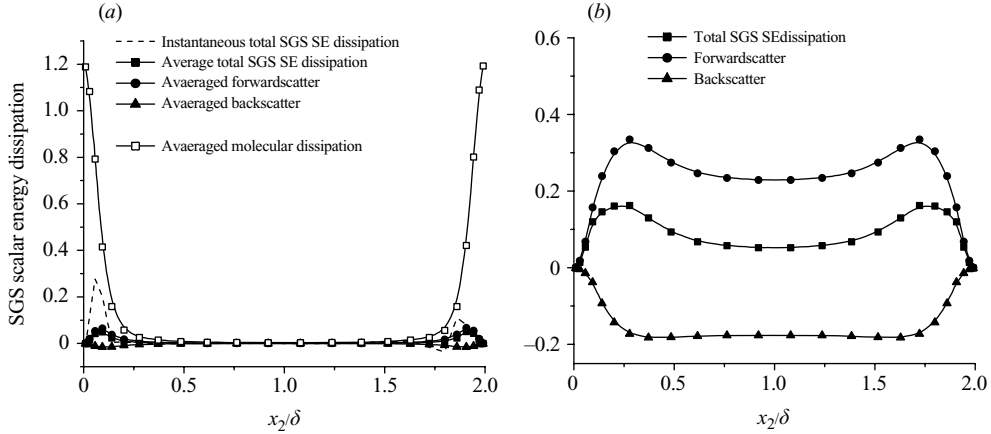 (a)
Instantaneous total SGS SE dissipation
Average total SGS SE dissipation
Avaeraged forwardscatter
Avaeraged backscatter
Avaeraged molecular dissipation
SGS scalar energy dissipation
1.2
1.0
0.8
0.6
0.4
0.2
0
0 0.5 1.0 1.5 2.0
x2/δ
(b)
Total SGS SEdissipation
Forwardscatter
Backscatter
0.6
0.4
0.2
0
–0.2
0 0.5 1.0 1.5 2.0
x2/δ